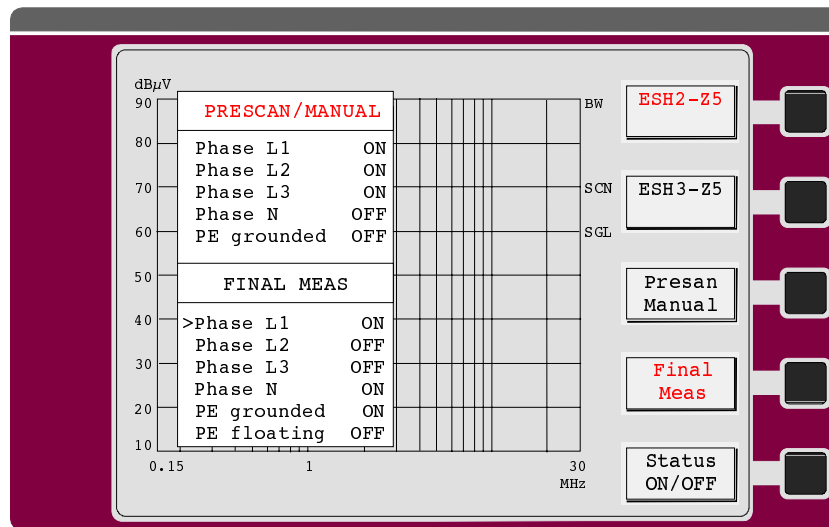 dBµV
90
80
70
60
50
40
30
20
10
PRESCAN/MANUAL
Phase L1 ON
Phase L2 ON
Phase L3 ON
Phase N OFF
PE grounded OFF
FINAL MEAS
>Phase L1 ON
Phase L2 OFF
Phase L3 OFF
Phase N ON
PE grounded ON
PE floating OFF
0.15 1 30
MHz
BW
SCN
SGL
ESH2-Z5
ESH3-Z5
Presan
Manual
Final
Meas
Status
ON/OFF